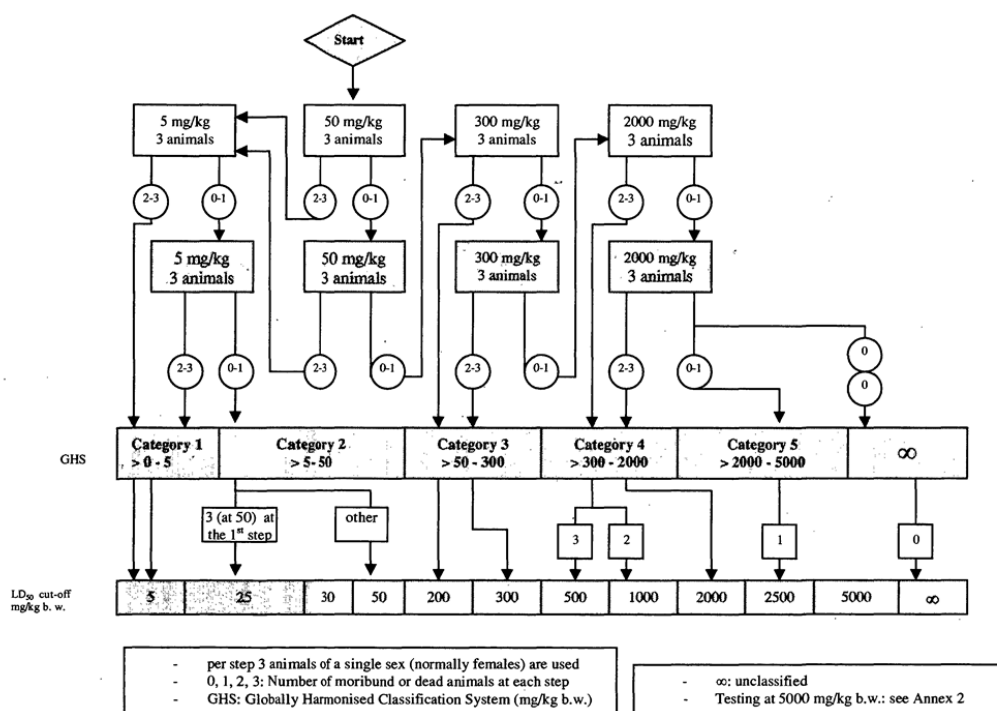 Start
5 mg/kg
3 animals
50 mg/kg
3 animals
300 mg/kg
3 animals
2000 mg/kg
3 animals
2-3
0-1
2-3
0-1
2-3
0-1
2-3
0-1
5 mg/kg
3 animals
50 mg/kg
3 animals
300 mg/kg
3 animals
2000 mg/kg
3 animals
2-3
0-1
2-3
0-1
2-3
0-1
2-3
0-1
0
0
GHS
Category 1
> 0 - 5
Category 2
> 5-50
Category 3
> 50 - 300
Category 4
> 300 - 2000
Category 5
> 2000 - 5000
∞
3 (at 50) at
the 1st step
other
3
2
1
0
LD50 cut-off
mg/kg b. w.
5
25
30
50
200
300
500
1000
2000
2500
5000
∞
- per step 3 animals of a single sex (normally females) are used
- 0, 1, 2, 3: Number of moribund or dead animals at each step
- GHS: Globally Harmonised Classification System (mg/kg b.w.)
- ∞: unclassified
- Testing at 5000 mg/kg b.w.: see Annex 2